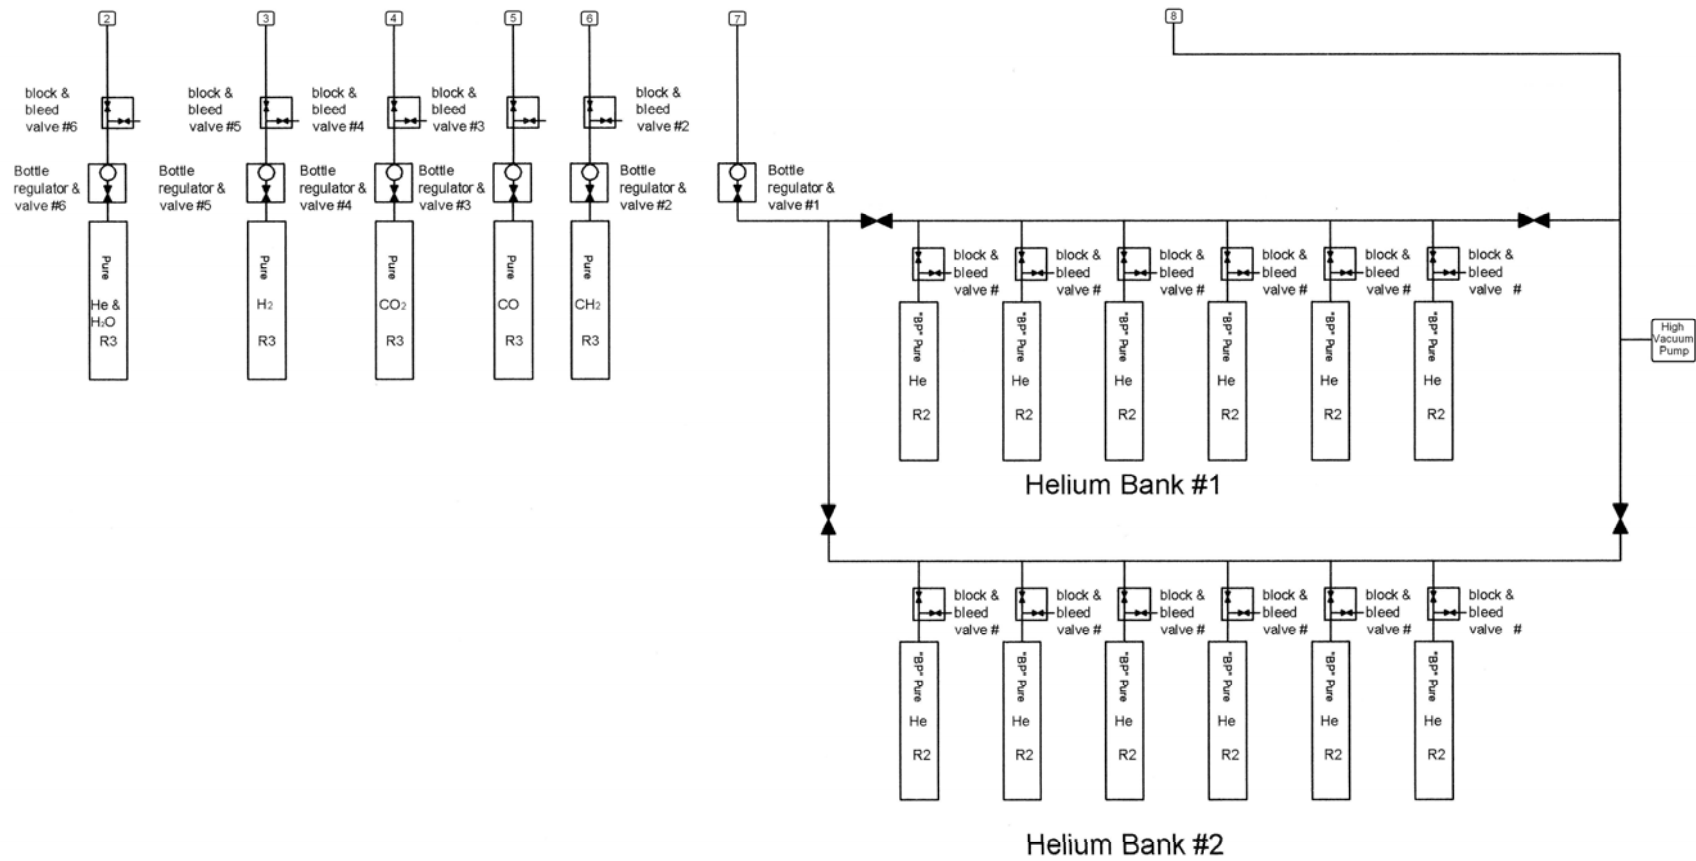 2
3
4
5
6
7
8
block &
bleed
valve #6
block &
bleed
valve #5
block &
bleed
valve #4
block &
bleed
valve #3
block &
bleed
valve #2
Bottle
regulator &
valve #6
Bottle
regulator &
valve #5
Bottle
regulator &
valve #4
Bottle
regulator &
valve #3
Bottle
regulator &
valve #2
Bottle
regulator &
valve #1
Pure
He &
H₂O
R3
Pure
H₂
R3
Pure
CO₂
R3
Pure
CO
R3
Pure
CH₂
R3
block &
bleed
valve #
block &
bleed
valve #
block &
bleed
valve #
block &
bleed
valve #
block &
bleed
valve #
block &
bleed
valve #
"BP" Pure
He
R2
"BP" Pure
He
R2
"BP" Pure
He
R2
"BP" Pure
He
R2
"BP" Pure
He
R2
"BP" Pure
He
R2
High
Vacuum
Pump
Helium Bank #1
block &
bleed
valve #
block &
bleed
valve #
block &
bleed
valve #
block &
bleed
valve #
block &
bleed
valve #
block &
bleed
valve #
"BP" Pure
He
R2
"BP" Pure
He
R2
"BP" Pure
He
R2
"BP" Pure
He
R2
"BP" Pure
He
R2
"BP" Pure
He
R2
Helium Bank #2